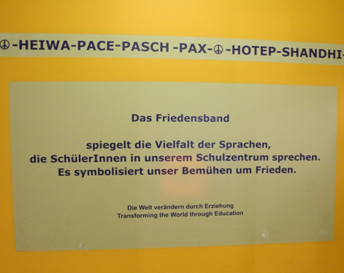 ☮-HEIWA-PACE-PASCH -PAX-☮-HOTEP-SHANDHI-
Das Friedensband
spiegelt die Vielfalt der Sprachen,
die SchülerInnen in unserem Schulzentrum sprechen.
Es symbolisiert unser Bemühen um Frieden.
Die Welt verändern durch Erziehung
Transforming the World through Education